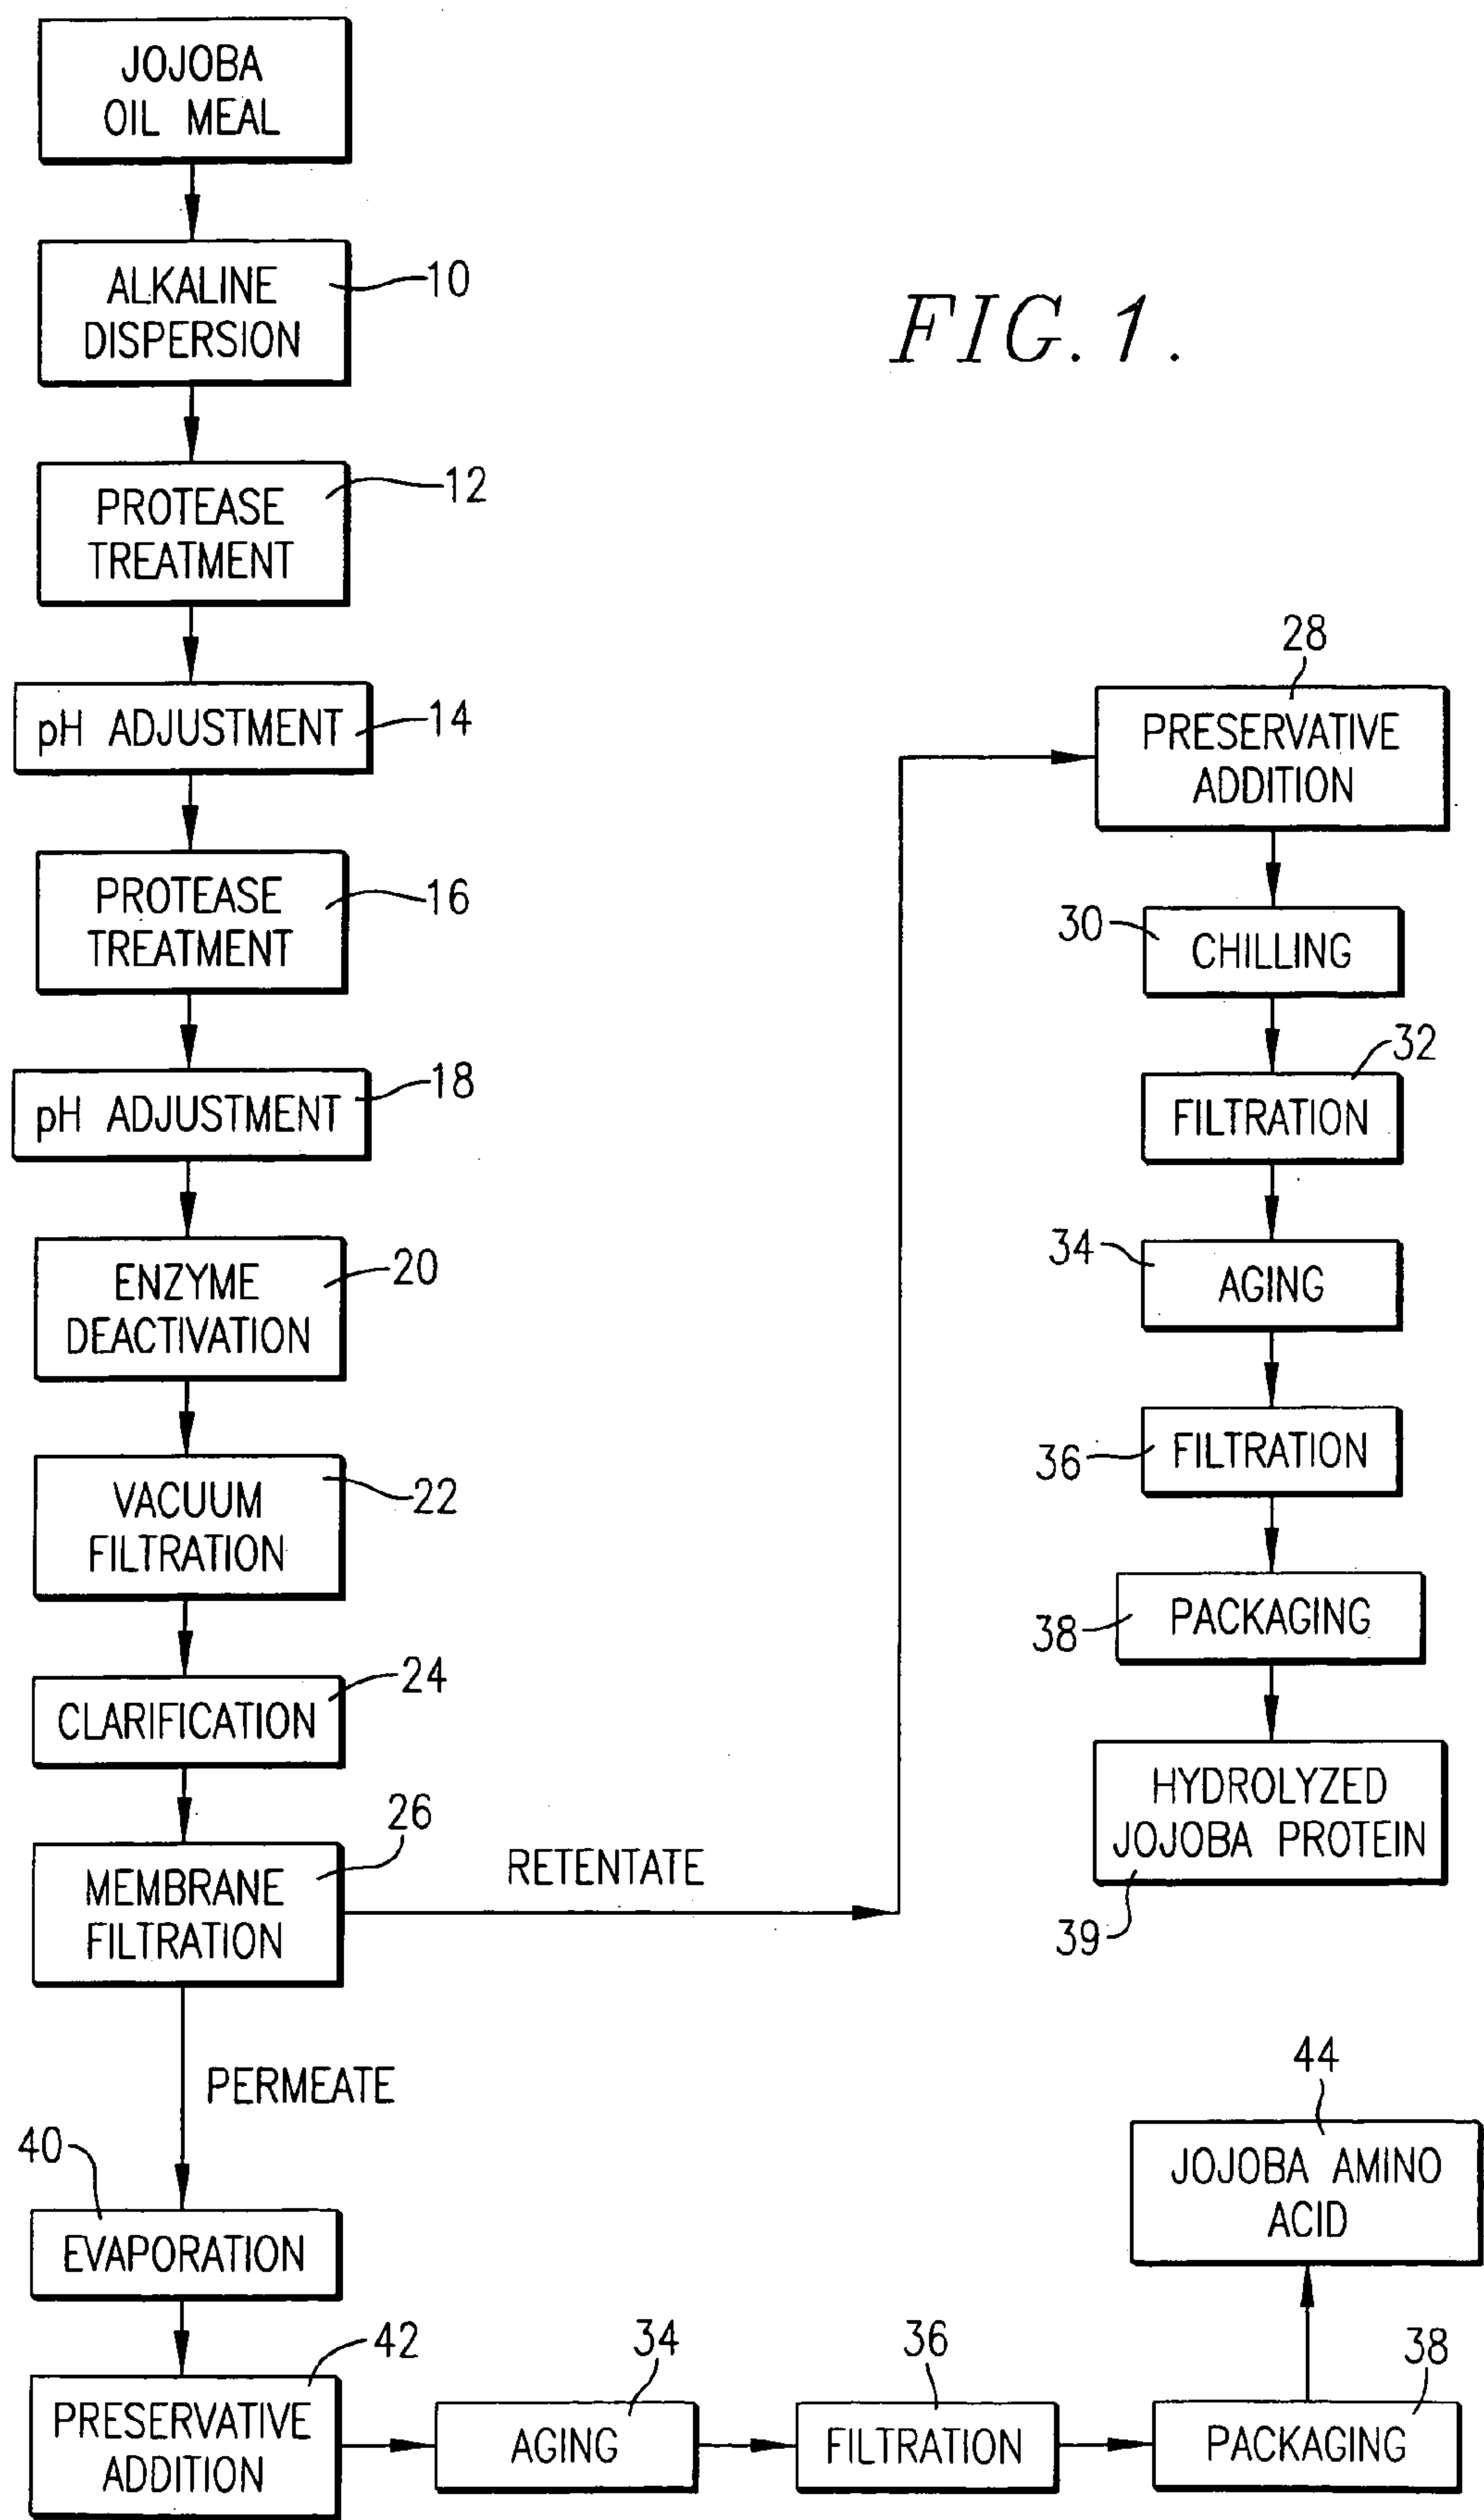 JOJOBA
OIL MEAL
ALKALINE
DISPERSION
10
PROTEASE
TREATMENT
12
pH ADJUSTMENT
14
PROTEASE
TREATMENT
16
pH ADJUSTMENT
18
ENZYME
DEACTIVATION
20
VACUUM
FILTRATION
22
CLARIFICATION
24
MEMBRANE
FILTRATION
26
RETENTATE
PERMEATE
40
EVAPORATION
42
PRESERVATIVE
ADDITION
34
AGING
36
FILTRATION
38
PACKAGING
44
JOJOBA AMINO
ACID
FIG. 1.
28
PRESERVATIVE
ADDITION
30
CHILLING
32
FILTRATION
34
AGING
36
FILTRATION
38
PACKAGING
HYDROLYZED
JOJOBA PROTEIN
39